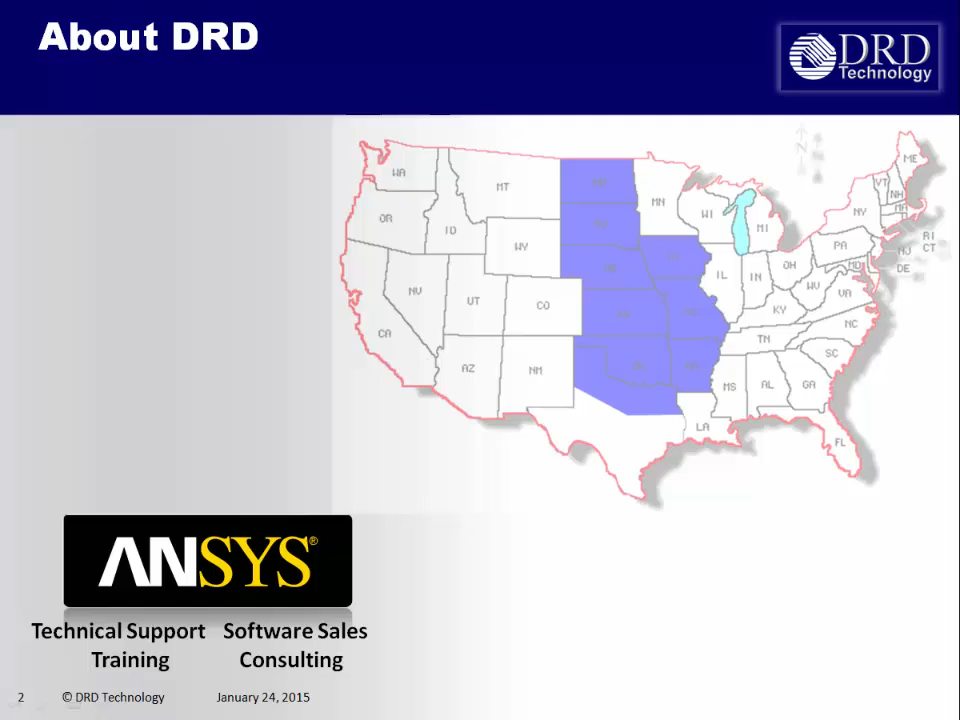 About DRD
DRD
Technology
WA
MT
ME
OR
ID
MN
WI
MI
VT
NH
MA
NY
RI
CT
WY
PA
NJ
NV
UT
CO
IL
IN
OH
MD
DE
WV
VA
CA
KY
NC
AZ
NM
TN
SC
MS
AL
GA
LA
FL
ANSYS®
Technical Support Software Sales
Training Consulting
2 © DRD Technology January 24, 2015